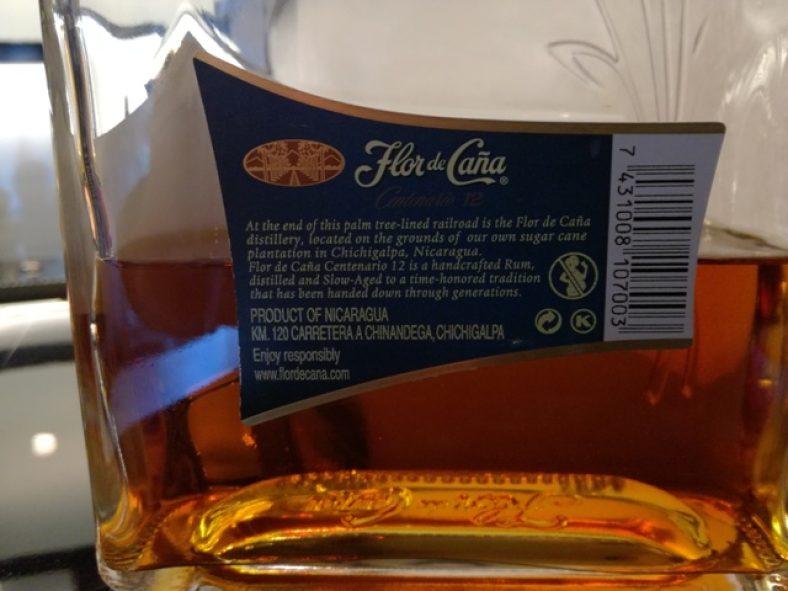 Flor de Caña®
Centenario 12
At the end of this palm tree-lined railroad is the Flor de Caña
distillery, located on the grounds of our own sugar cane
plantation in Chichigalpa, Nicaragua.
Flor de Caña Centenario 12 is a handcrafted Rum,
distilled and Slow-Aged to a time-honored tradition
that has been handed down through generations.
PRODUCT OF NICARAGUA
KM. 120 CARRETERA A CHINANDEGA, CHICHIGALPA
Enjoy responsibly
www.flordecana.com
K
7 431008 107003